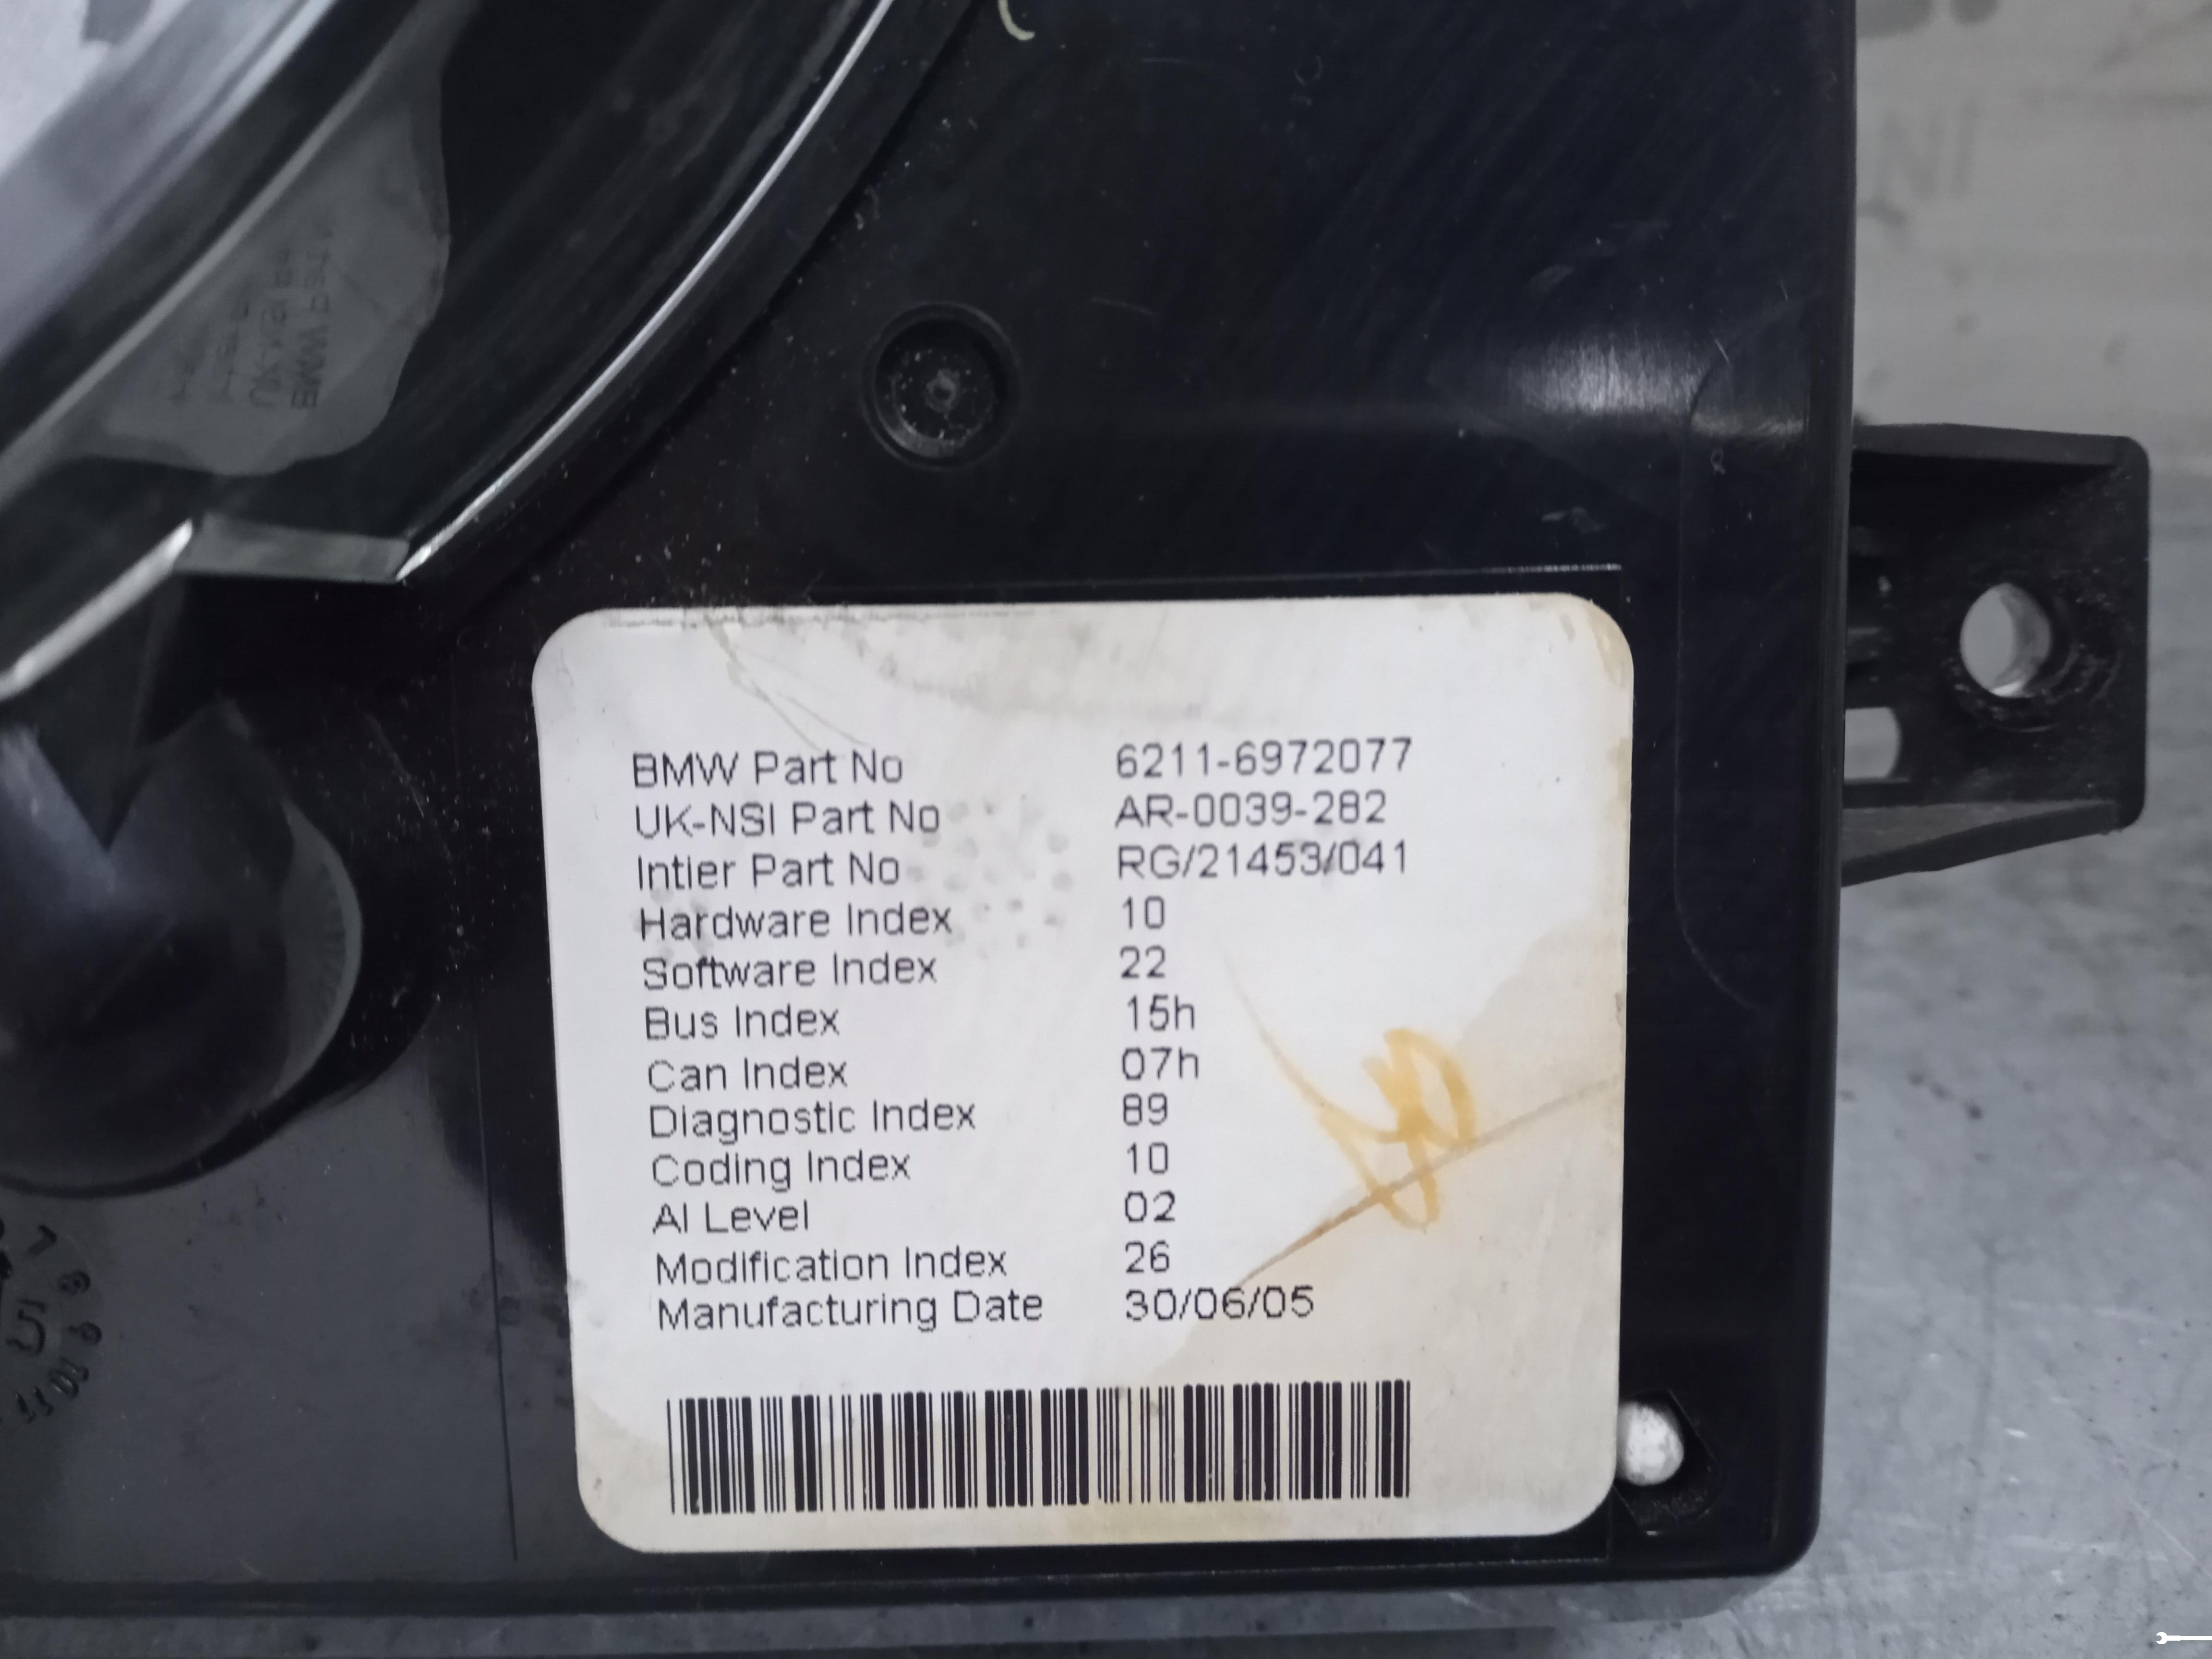 BMW Part No 6211-6972077
UK-NSI Part No AR-0039-282
Intier Part No RG/21453/041
Hardware Index 10
Software Index 22
Bus Index 15h
Can Index 07h
Diagnostic Index 89
Coding Index 10
AI Level 02
Modification Index 26
Manufacturing Date 30/06/05